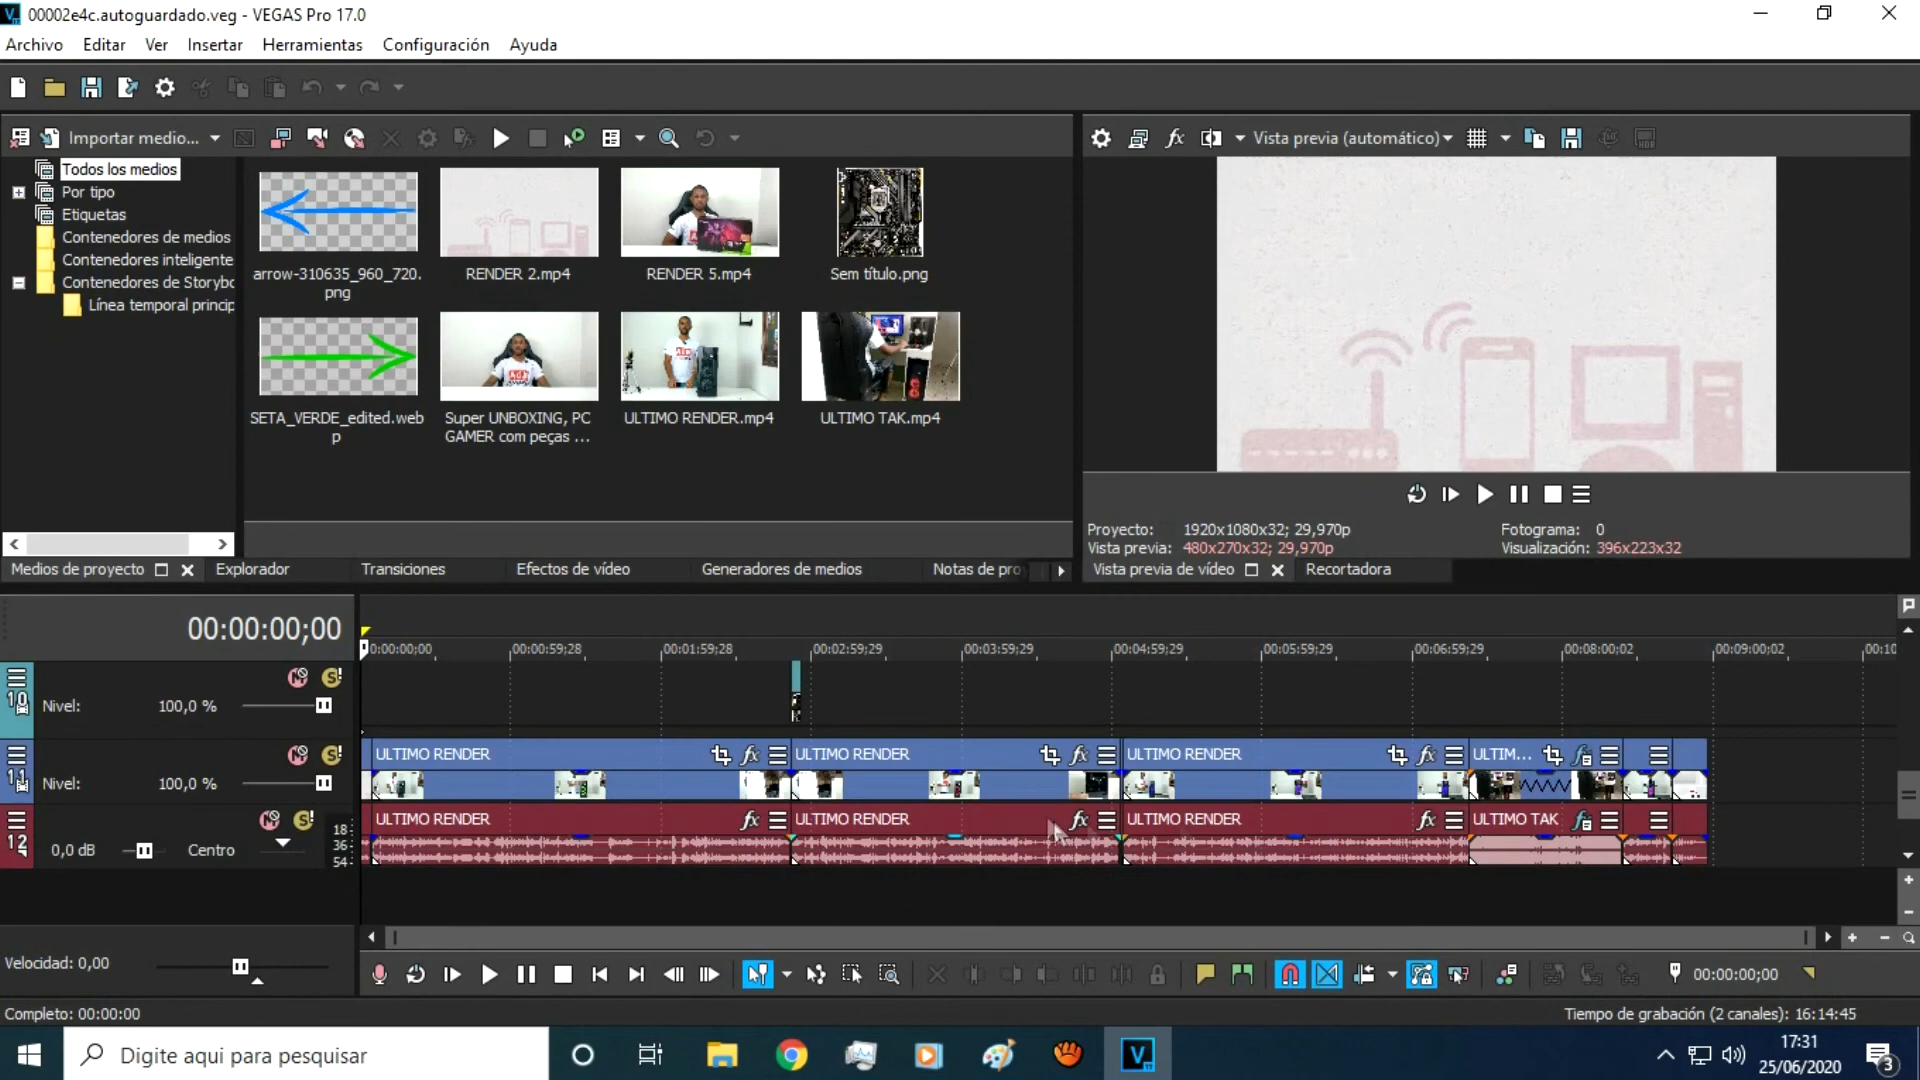 00002e4c.autoguardado.veg - VEGAS Pro 17.0
Archivo Editar Ver Insertar Herramientas Configuración Ayuda
Importar medio...
Todos los medios
Por tipo
Etiquetas
Contenedores de medios
Contenedores inteligente
Contenedores de Storybo
Línea temporal princip
arrow-310635_960_720.
png
RENDER 2.mp4
RENDER 5.mp4
Sem título.png
SETA_VERDE_edited.web
p
Super UNBOXING, PC
GAMER com peças ...
ULTIMO RENDER.mp4
ULTIMO TAK.mp4
Vista previa (automático)
Proyecto: 1920x1080x32; 29,970p
Vista previa: 480x270x32; 29,970p
Fotograma: 0
Visualización: 396x223x32
Medios de proyecto Explorador Transiciones Efectos de vídeo Generadores de medios Notas de pro
Vista previa de vídeo Recortadora
00:00:00;00
0:00:00;00 00:00:59;28 00:01:59;28 00:02:59;29 00:03:59;29 00:04:59;29 00:05:59;29 00:06:59;29 00:08:00;02 00:09:00;02 00:10
10
Nivel: 100,0 %
11
Nivel: 100,0 %
ULTIMO RENDER ULTIMO RENDER ULTIMO RENDER ULTIM...
12
0,0 dB Centro
18
36
54
ULTIMO RENDER ULTIMO RENDER ULTIMO RENDER ULTIMO TAK
Velocidad: 0,00
00:00:00;00
Completo: 00:00:00
Tiempo de grabación (2 canales): 16:14:45
Digite aqui para pesquisar
17:31
25/06/2020
3